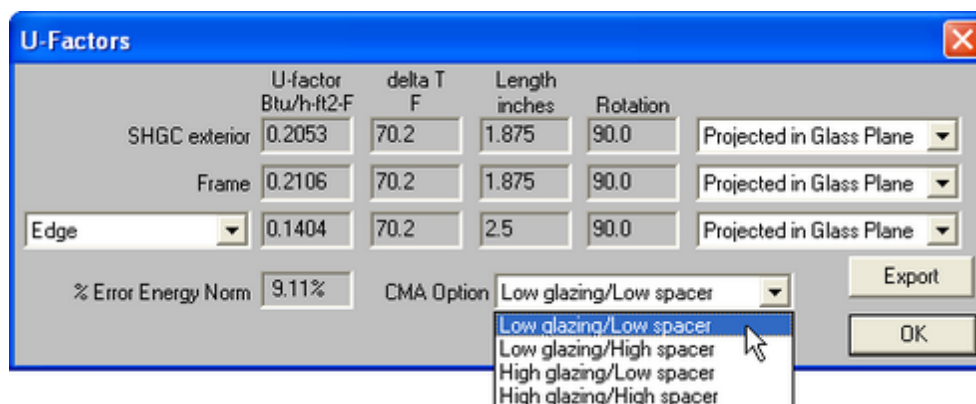 U-Factors
U-factor delta T Length
Btu/h-ft2-F F inches Rotation
SHGC exterior 0.2053 70.2 1.875 90.0 Projected in Glass Plane
Frame 0.2106 70.2 1.875 90.0 Projected in Glass Plane
Edge 0.1404 70.2 2.5 90.0 Projected in Glass Plane
% Error Energy Norm 9.11% CMA Option Low glazing/Low spacer Export
Low glazing/Low spacer OK
Low glazing/High spacer
High glazing/Low spacer
High glazing/High spacer